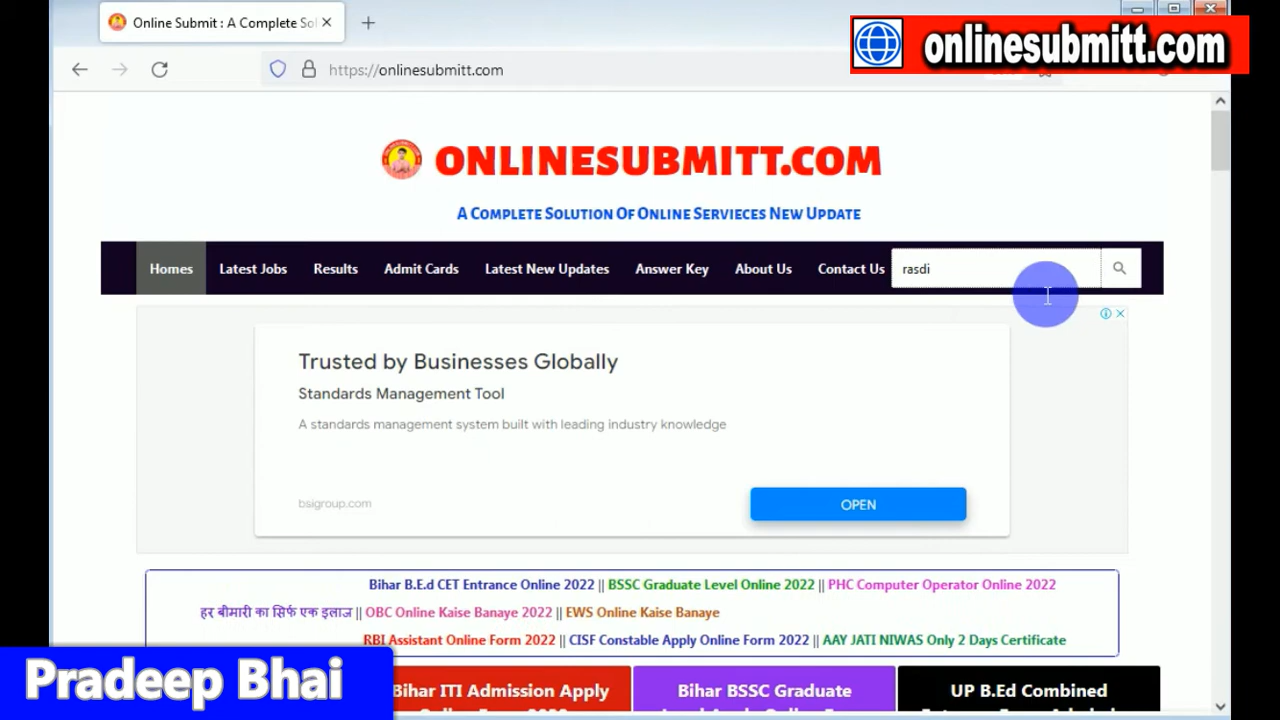 Online Submit : A Complete Sol
onlinesubmitt.com
https://onlinesubmitt.com
ONLINESUBMITT.COM
A Complete Solution Of Online Servieces New Update
Homes Latest Jobs Results Admit Cards Latest New Updates Answer Key About Us Contact Us rasdi
Trusted by Businesses Globally
Standards Management Tool
A standards management system built with leading industry knowledge
bsigroup.com OPEN
Bihar B.E.d CET Entrance Online 2022 || BSSC Graduate Level Online 2022 || PHC Computer Operator Online 2022
हर बीमारी का सिर्फ एक इलाज || OBC Online Kaise Banaye 2022 || EWS Online Kaise Banaye
RBI Assistant Online Form 2022 || CISF Constable Apply Online Form 2022 || AAY JATI NIWAS Only 2 Days Certificate
Pradeep Bhai
Bihar ITI Admission Apply Bihar BSSC Graduate UP B.Ed Combined